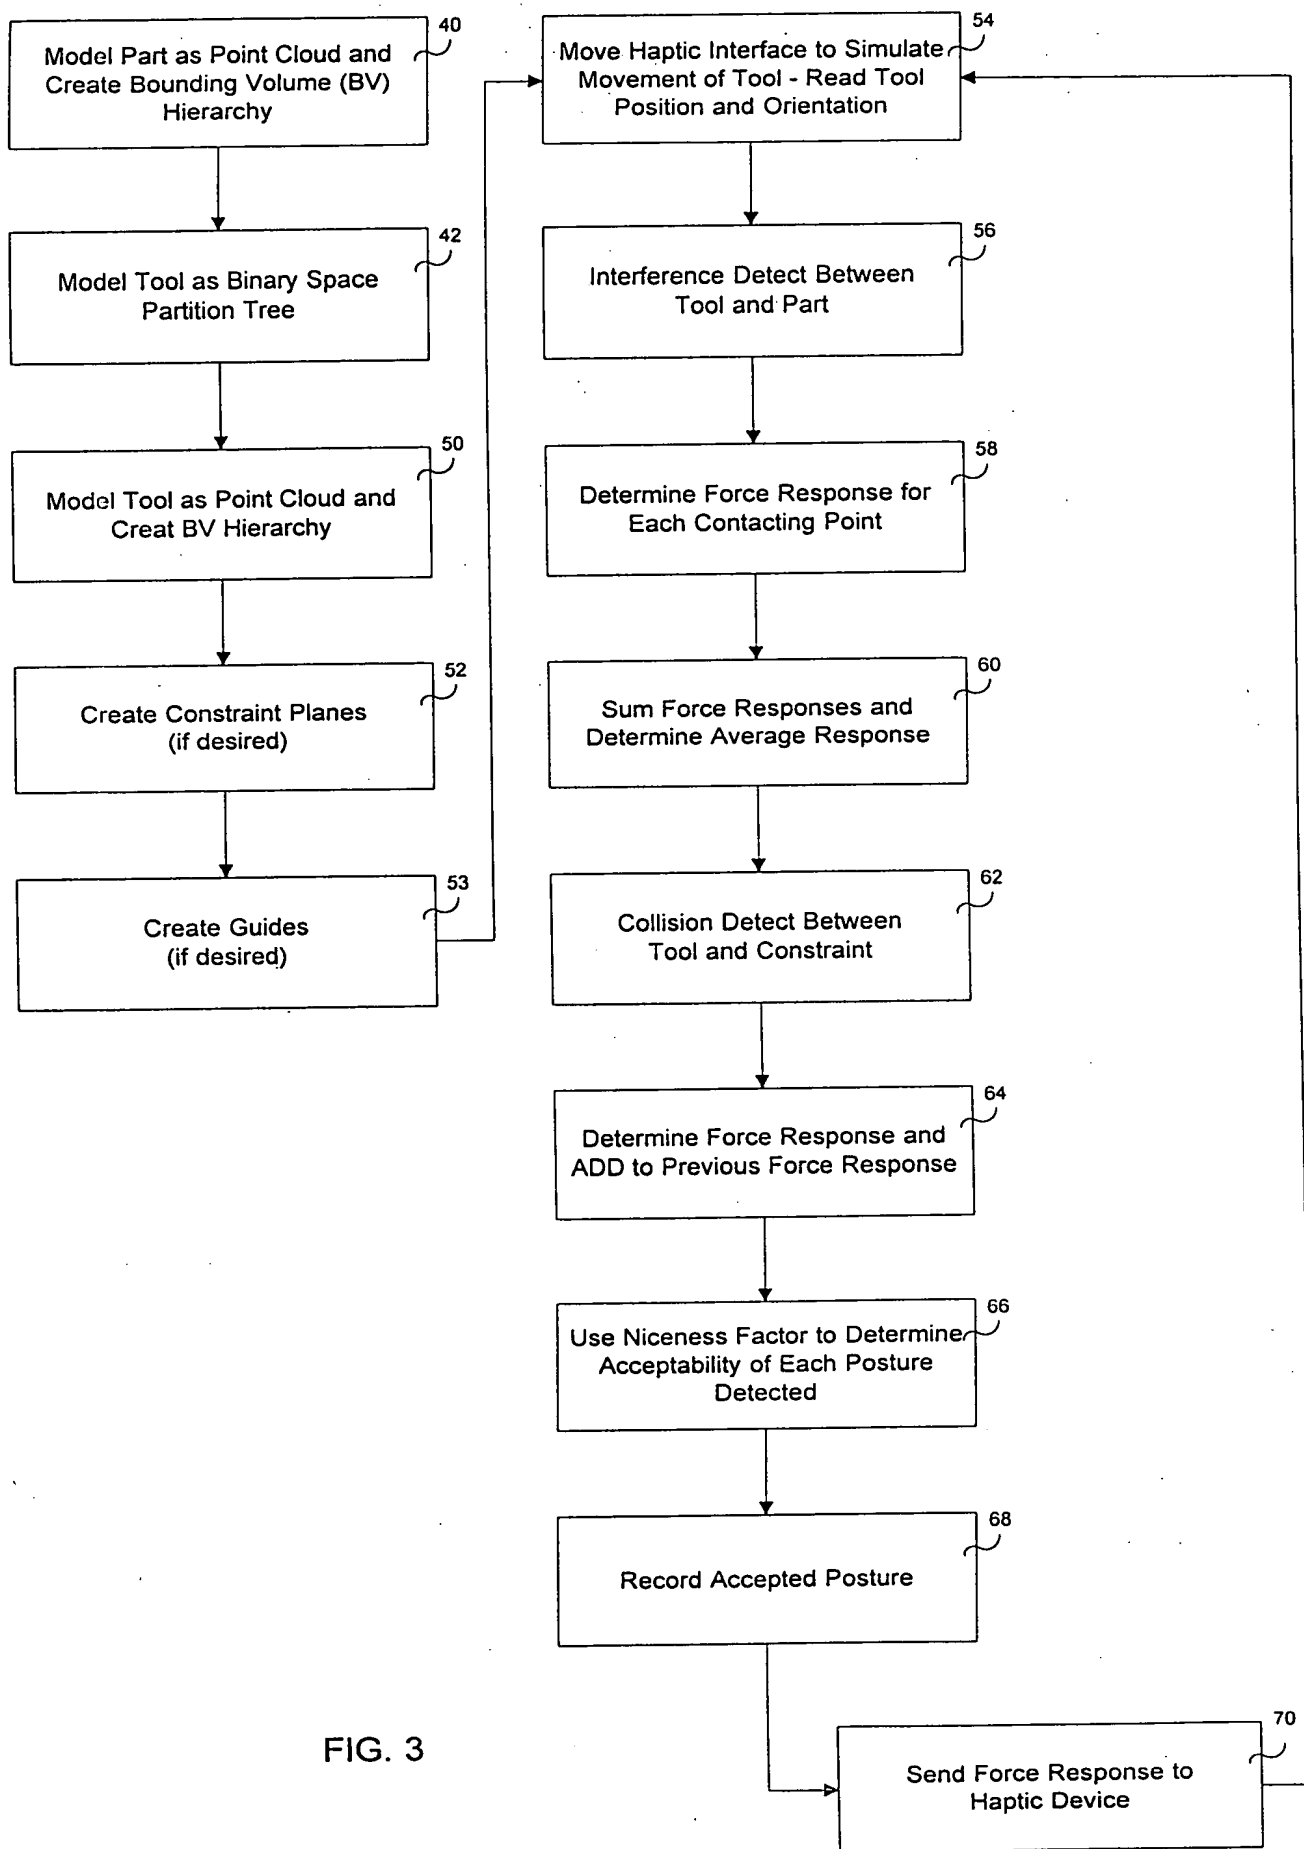 40
Model Part as Point Cloud and
Create Bounding Volume (BV)
Hierarchy
42
Model Tool as Binary Space
Partition Tree
50
Model Tool as Point Cloud and
Creat BV Hierarchy
52
Create Constraint Planes
(if desired)
53
Create Guides
(if desired)
54
Move Haptic Interface to Simulate
Movement of Tool - Read Tool
Position and Orientation
56
Interference Detect Between
Tool and Part
58
Determine Force Response for
Each Contacting Point
60
Sum Force Responses and
Determine Average Response
62
Collision Detect Between
Tool and Constraint
64
Determine Force Response and
ADD to Previous Force Response
66
Use Niceness Factor to Determine
Acceptability of Each Posture
Detected
68
Record Accepted Posture
70
Send Force Response to
Haptic Device
FIG. 3